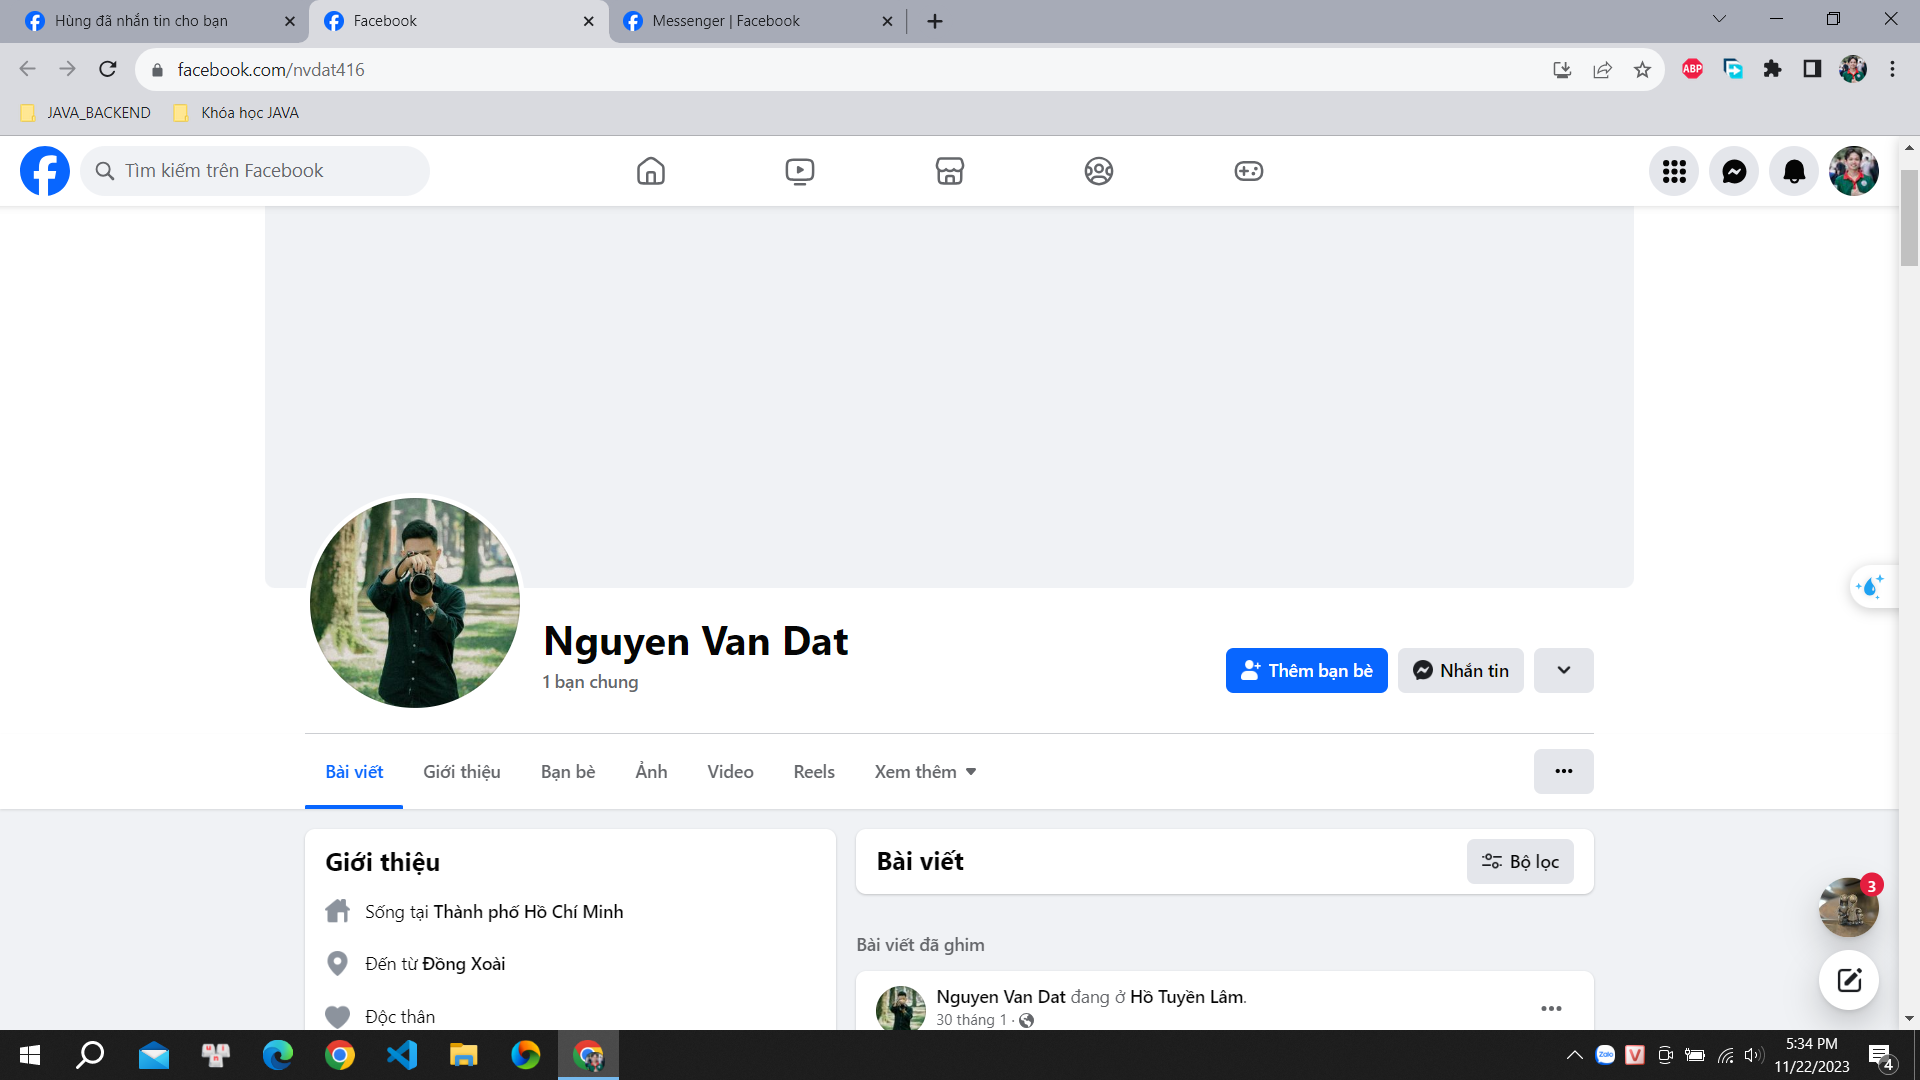 Hùng đã nhắn tin cho bạn
Facebook
Messenger | Facebook
facebook.com/nvdat416
ABP
JAVA_BACKEND
Khóa học JAVA
Tìm kiếm trên Facebook
Nguyen Van Dat
1 bạn chung
Thêm bạn bè
Nhắn tin
Bài viết
Giới thiệu
Bạn bè
Ảnh
Video
Reels
Xem thêm
Giới thiệu
Sống tại Thành phố Hồ Chí Minh
Đến từ Đồng Xoài
Độc thân
Bài viết
Bộ lọc
Bài viết đã ghim
Nguyen Van Dat đang ở Hồ Tuyền Lâm.
30 tháng 1 ·
3
Zalo
V
5:34 PM
11/22/2023
4